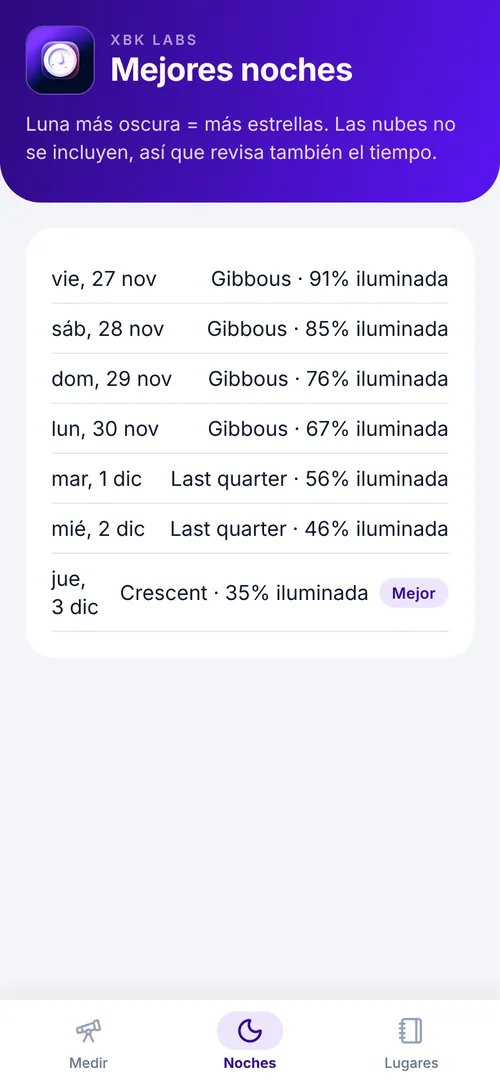 XBK LABS
Mejores noches
Luna más oscura = más estrellas. Las nubes no
se incluyen, así que revisa también el tiempo.
vie, 27 nov Gibbous · 91% iluminada
sáb, 28 nov Gibbous · 85% iluminada
dom, 29 nov Gibbous · 76% iluminada
lun, 30 nov Gibbous · 67% iluminada
mar, 1 dic Last quarter · 56% iluminada
mié, 2 dic Last quarter · 46% iluminada
jue,
3 dic Crescent · 35% iluminada Mejor
Medir Noches Lugares